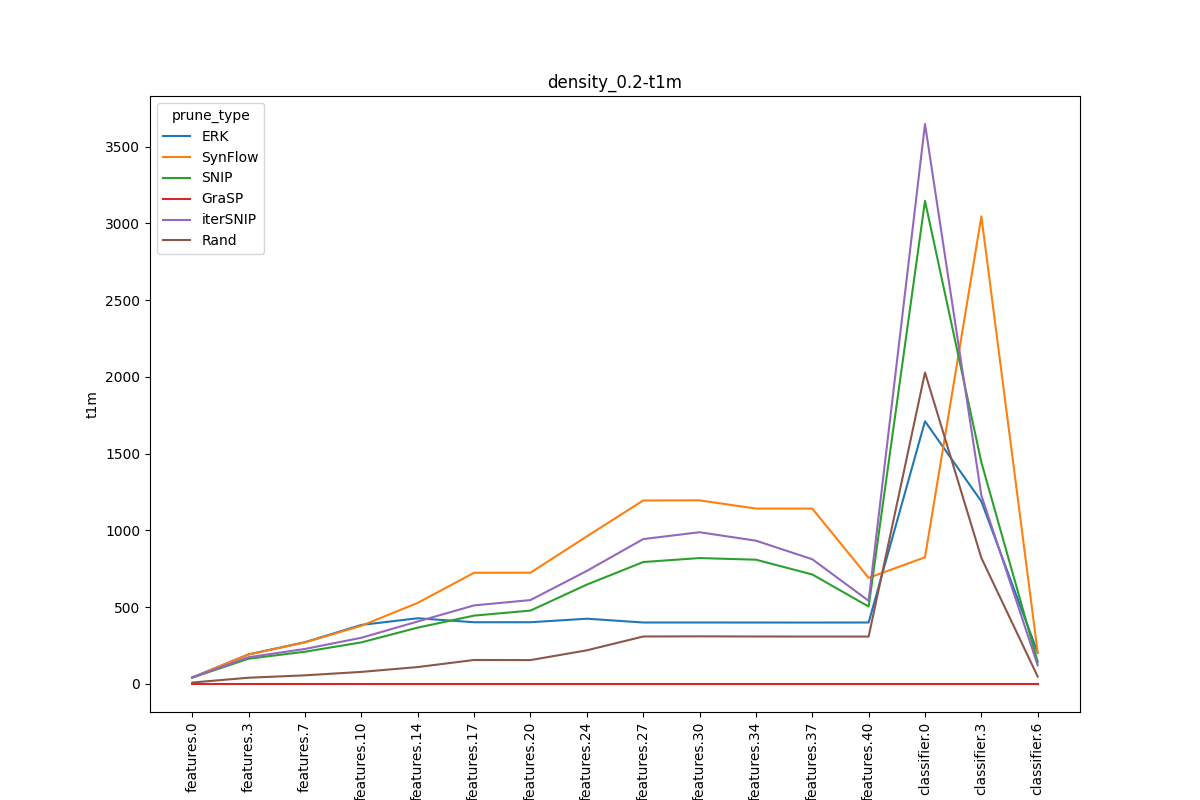 density_0.2-t1m
prune_type
ERK
SynFlow
SNIP
GraSP
iterSNIP
Rand
3500
3000
2500
2000
1500
1000
500
0
t1m
features.0
features.3
features.7
features.10
features.14
features.17
features.20
features.24
features.27
features.30
features.34
features.37
features.40
classifier.0
classifier.3
classifier.6